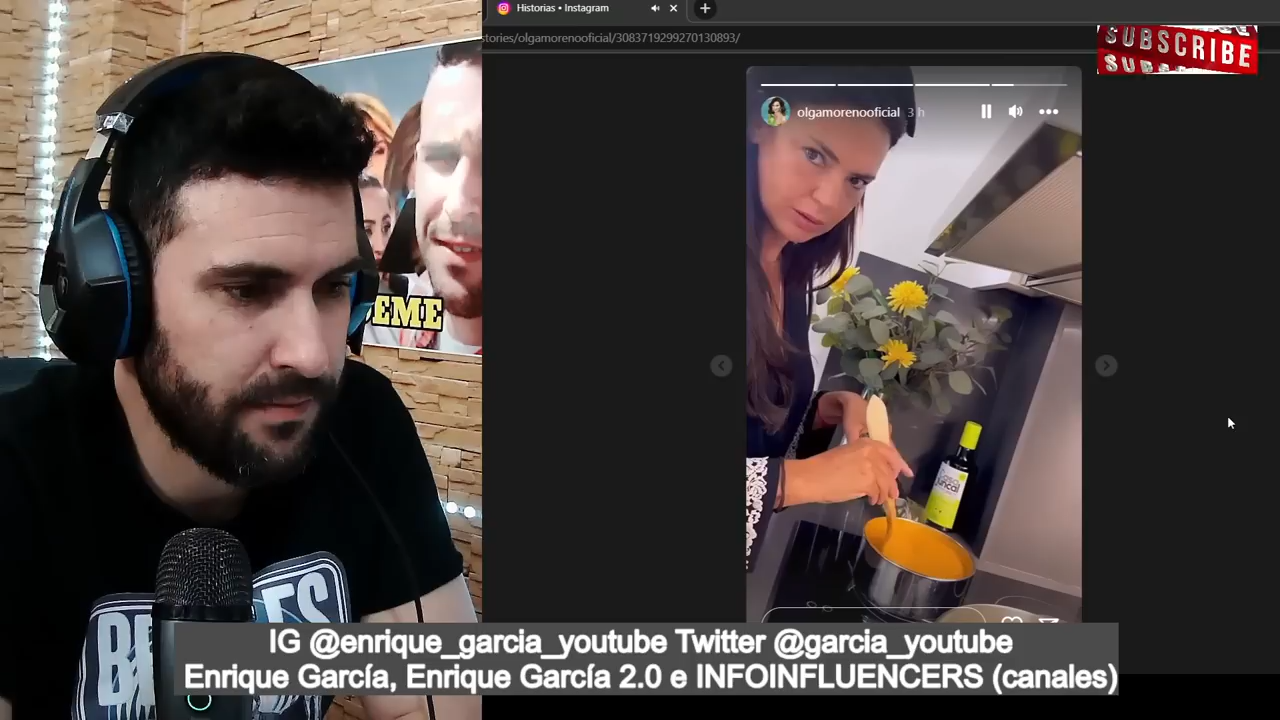 Historias • Instagram
stories/olgamorenooficial/3083719299270130893/
SUBSCRIBE
olgamorenooficial 3 h
EME
juncal
IG @enrique_garcia_youtube Twitter @garcia_youtube
Enrique García, Enrique García 2.0 e INFOINFLUENCERS (canales)